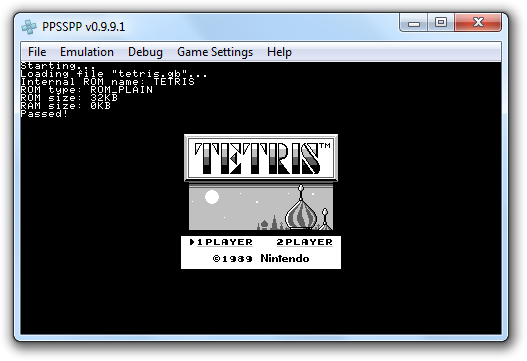 PPSSPP v0.9.9.1
File Emulation Debug Game Settings Help
Starting...
Loading file "tetris.gb"...
Internal ROM name: TETRIS
ROM type: ROM_PLAIN
ROM size: 32KB
RAM size: 0KB
Passed!
TETRIS™
1PLAYER 2PLAYER
©1989 Nintendo